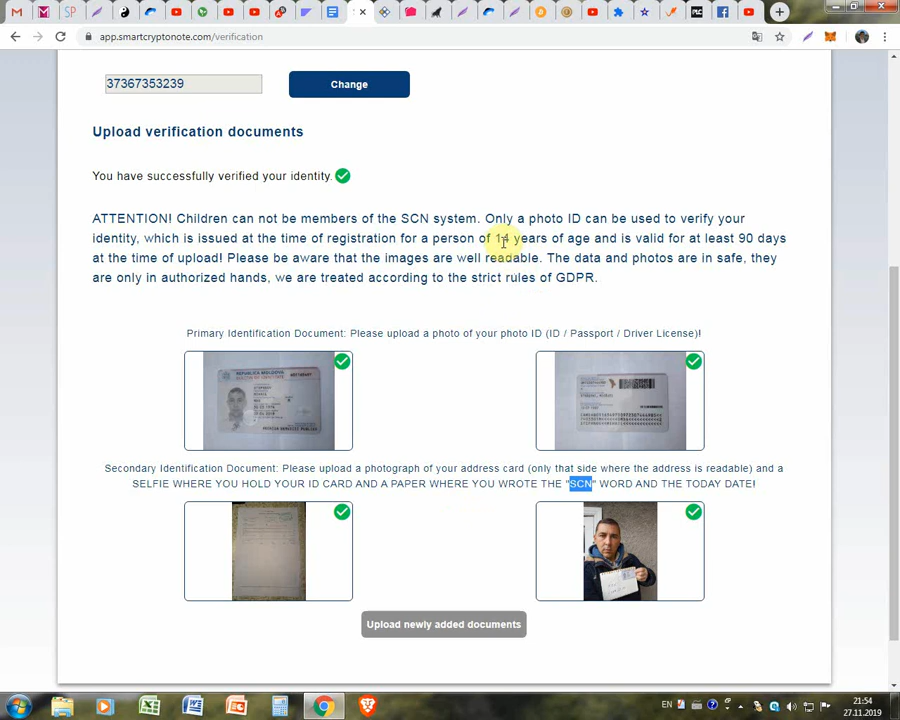 app.smartcryptonote.com/verification
37367353239
Change
Upload verification documents
You have successfully verified your identity.
ATTENTION! Children can not be members of the SCN system. Only a photo ID can be used to verify your
identity, which is issued at the time of registration for a person of 14 years of age and is valid for at least 90 days
at the time of upload! Please be aware that the images are well readable. The data and photos are in safe, they
are only in authorized hands, we are treated according to the strict rules of GDPR.
Primary Identification Document: Please upload a photo of your photo ID (ID / Passport / Driver License)!
REPUBLICA MOLDOVA
Secondary Identification Document: Please upload a photograph of your address card (only that side where the address is readable) and a
SELFIE WHERE YOU HOLD YOUR ID CARD AND A PAPER WHERE YOU WROTE THE "SCN" WORD AND THE TODAY DATE!
Upload newly added documents
EN
21:54
27.11.2019